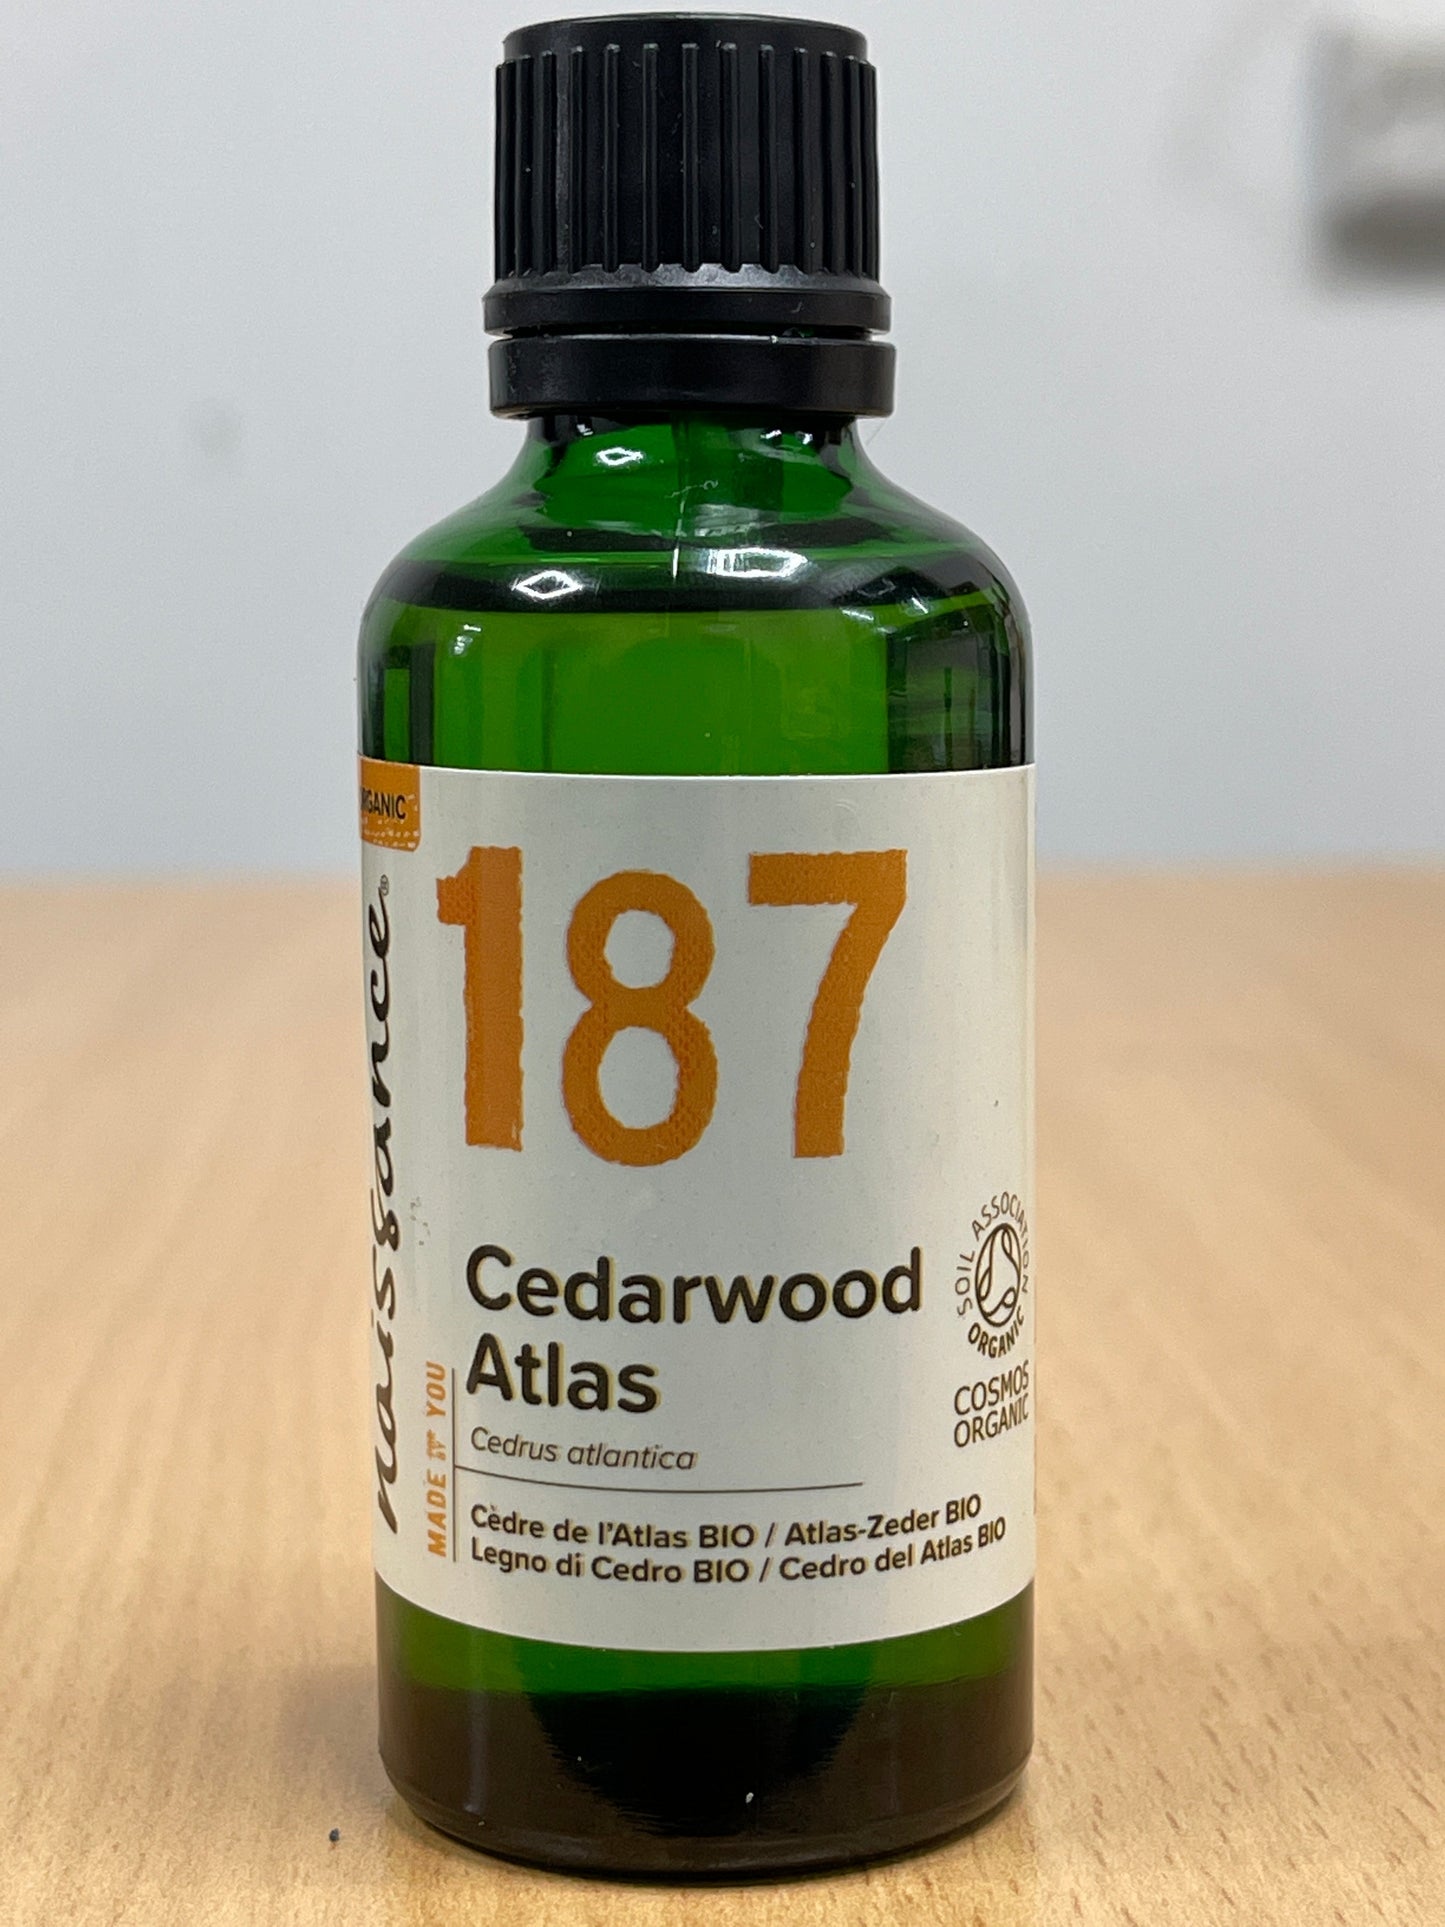 ORGANIC
naissance®
187
Cedarwood
Atlas
Cedrus atlantica
Cèdre de l'Atlas BIO / Atlas-Zeder BIO
Legno di Cedro BIO / Cedro del Atlas BIO
MADE YOU
SOIL ASSOCIATION
ORGANIC
COSMOS
ORGANIC